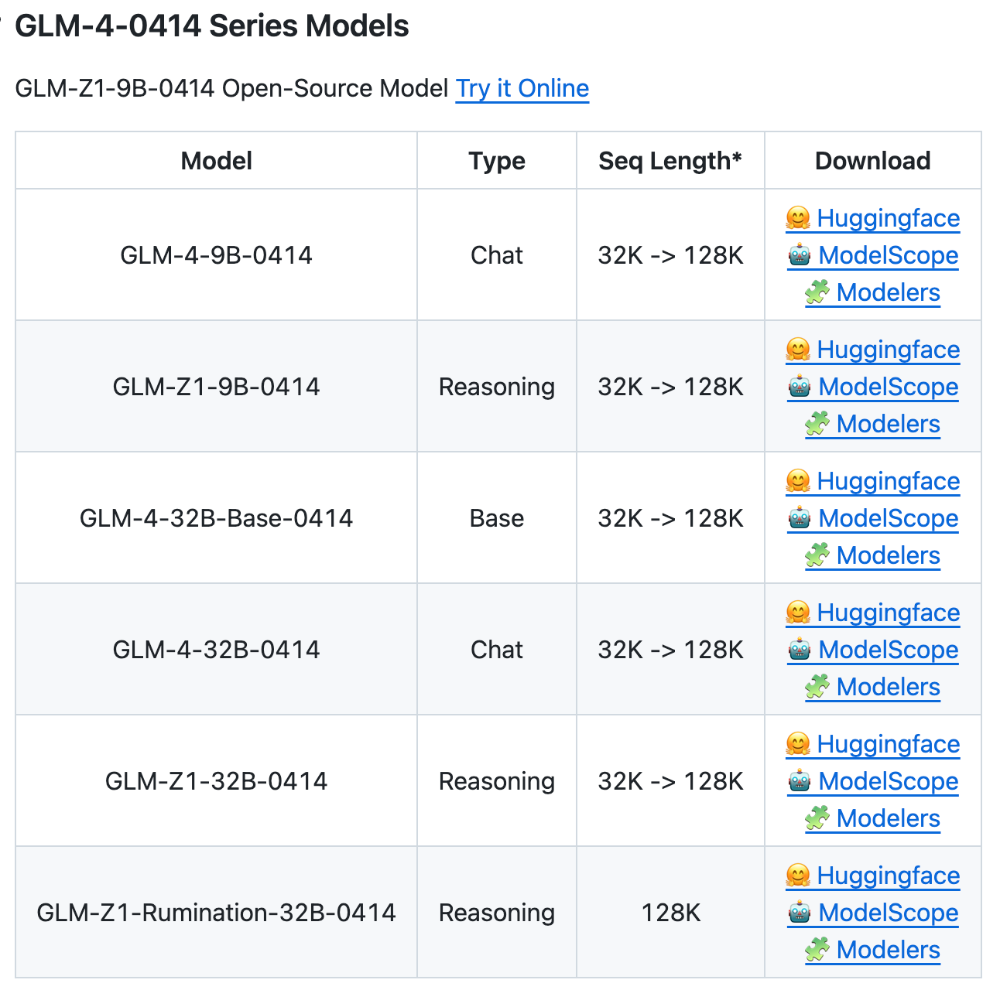 GLM-4-0414 Series Models
GLM-Z1-9B-0414 Open-Source Model Try it Online
Model Type Seq Length* Download
GLM-4-9B-0414 Chat 32K -> 128K 🤗 Huggingface
🤖 ModelScope
🧩 Modelers
GLM-Z1-9B-0414 Reasoning 32K -> 128K 🤗 Huggingface
🤖 ModelScope
🧩 Modelers
GLM-4-32B-Base-0414 Base 32K -> 128K 🤗 Huggingface
🤖 ModelScope
🧩 Modelers
GLM-4-32B-0414 Chat 32K -> 128K 🤗 Huggingface
🤖 ModelScope
🧩 Modelers
GLM-Z1-32B-0414 Reasoning 32K -> 128K 🤗 Huggingface
🤖 ModelScope
🧩 Modelers
GLM-Z1-Rumination-32B-0414 Reasoning 128K 🤗 Huggingface
🤖 ModelScope
🧩 Modelers